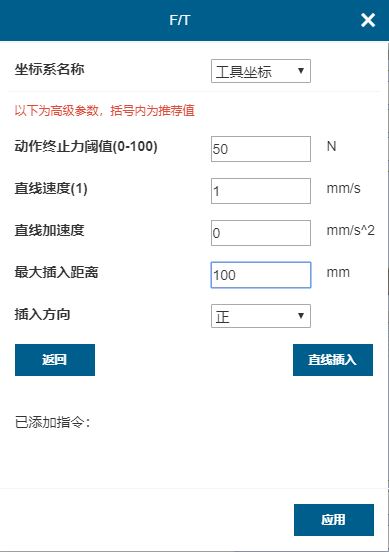 F/T
坐标系名称 工具坐标
以下为高级参数，括号内为推荐值
动作终止力阈值(0-100) 50 N
直线速度(1) 1 mm/s
直线加速度 0 mm/s^2
最大插入距离 100 mm
插入方向 正
返回 直线插入
已添加指令：
应用